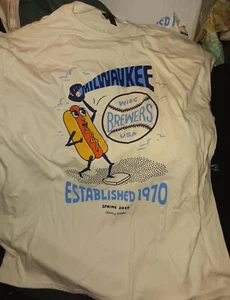 MILWAUKEE
WISC
BREWERS
USA
ESTABLISHED 1970